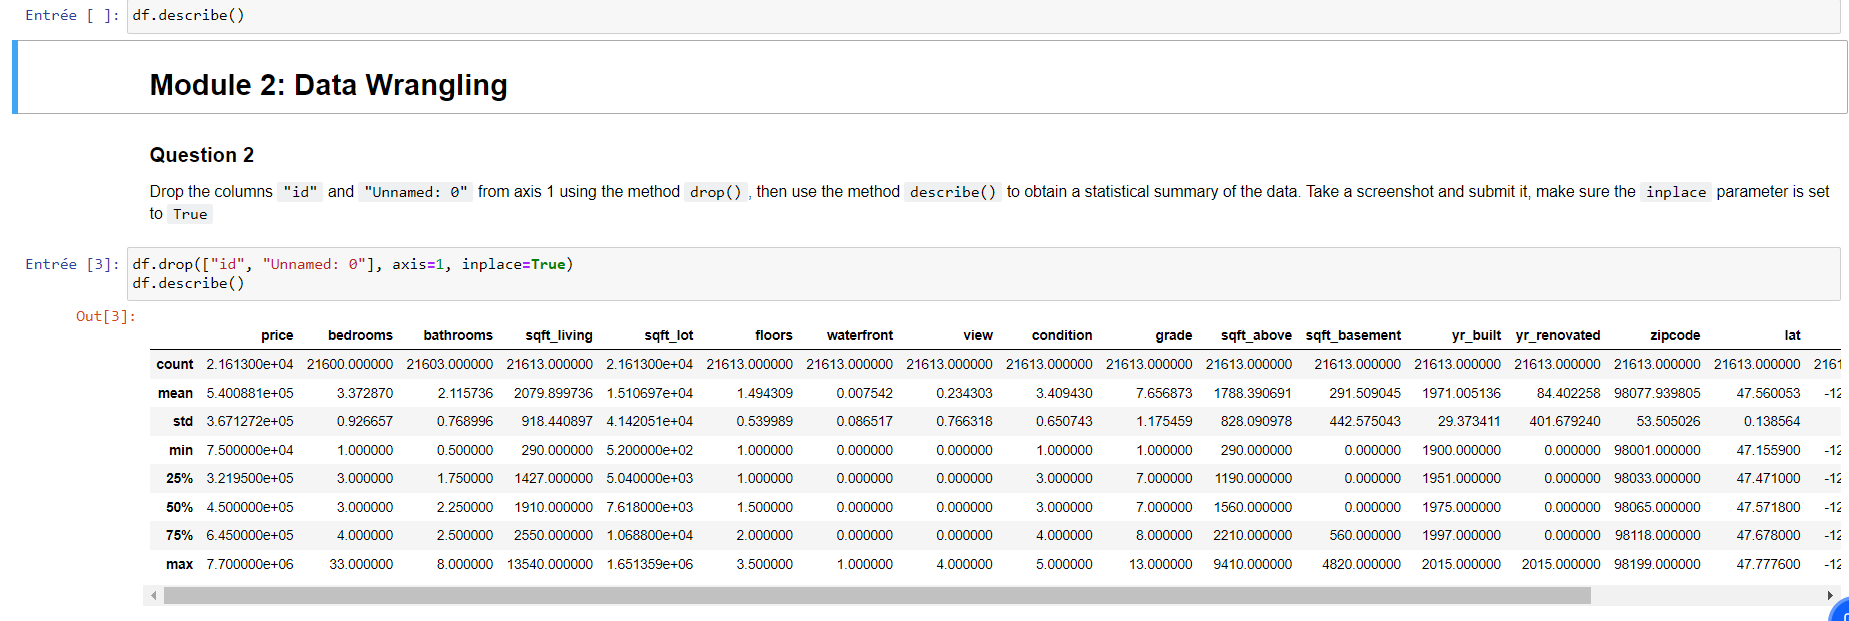 Entrée [ ]: df.describe()
Module 2: Data Wrangling
Question 2
Drop the columns "id" and "Unnamed: 0" from axis 1 using the method drop() , then use the method describe() to obtain a statistical summary of the data. Take a screenshot and submit it, make sure the inplace parameter is set
to True
Entrée [3]: df.drop(["id", "Unnamed: 0"], axis=1, inplace=True)
df.describe()
Out[3]:
price bedrooms bathrooms sqft_living sqft_lot floors waterfront view condition grade sqft_above sqft_basement yr_built yr_renovated zipcode lat
count 2.161300e+04 21600.000000 21603.000000 21613.000000 2.161300e+04 21613.000000 21613.000000 21613.000000 21613.000000 21613.000000 21613.000000 21613.000000 21613.000000 21613.000000 21613.000000 21613.000000 2161
mean 5.400881e+05 3.372870 2.115736 2079.899736 1.510697e+04 1.494309 0.007542 0.234303 3.409430 7.656873 1788.390691 291.509045 1971.005136 84.402258 98077.939805 47.560053 -12
std 3.671272e+05 0.926657 0.768996 918.440897 4.142051e+04 0.539989 0.086517 0.766318 0.650743 1.175459 828.090978 442.575043 29.373411 401.679240 53.505026 0.138564
min 7.500000e+04 1.000000 0.500000 290.000000 5.200000e+02 1.000000 0.000000 0.000000 1.000000 1.000000 290.000000 0.000000 1900.000000 0.000000 98001.000000 47.155900 -12
25% 3.219500e+05 3.000000 1.750000 1427.000000 5.040000e+03 1.000000 0.000000 0.000000 3.000000 7.000000 1190.000000 0.000000 1951.000000 0.000000 98033.000000 47.471000 -12
50% 4.500000e+05 3.000000 2.250000 1910.000000 7.618000e+03 1.500000 0.000000 0.000000 3.000000 7.000000 1560.000000 0.000000 1975.000000 0.000000 98065.000000 47.571800 -12
75% 6.450000e+05 4.000000 2.500000 2550.000000 1.068800e+04 2.000000 0.000000 0.000000 4.000000 8.000000 2210.000000 560.000000 1997.000000 0.000000 98118.000000 47.678000 -12
max 7.700000e+06 33.000000 8.000000 13540.000000 1.651359e+06 3.500000 1.000000 4.000000 5.000000 13.000000 9410.000000 4820.000000 2015.000000 2015.000000 98199.000000 47.777600 -12